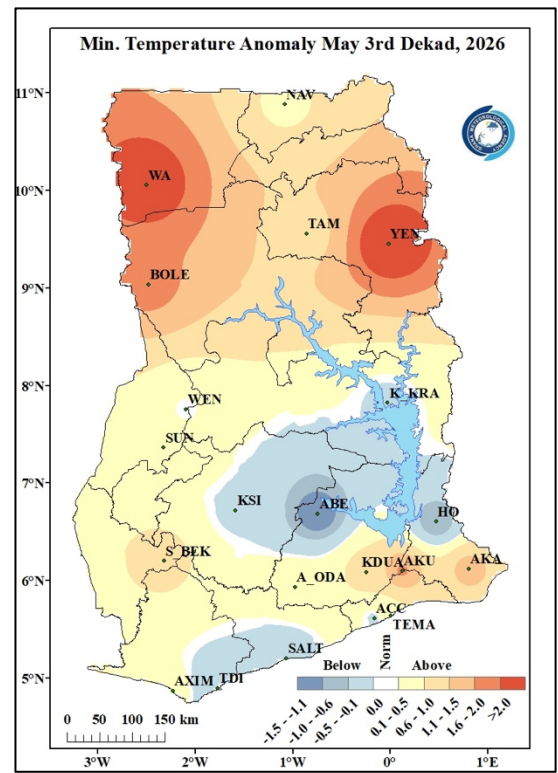 Min. Temperature Anomaly May 3rd Dekad, 2026
11°N
NAV
WA
10°N
TAM
YEN
BOLE
9°N
8°N
WEN
K_KRA
SUN
7°N
KSI
ABE
HO
S_BEK
KDUA
AKU
AKA
6°N
A_ODA
ACC
TEMA
SALT
5°N
AXIM
TDI
Below
Norm
Above
-1.5 - -1.1
-1.0 - -0.6
-0.5 - -0.1
0.0
0.1 - 0.5
0.6 - 1.0
1.1 - 1.5
1.6 - 2.0
>2.0
0 50 100 150 km
3°W
2°W
1°W
0°
1°E